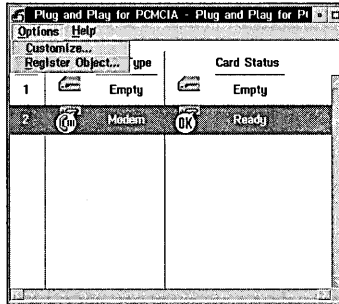 Plug and Play for PCMCIA - Plug and Play for P
Options Help
Customize...
Register Object...
ype Card Status
1 Empty Empty
2 Modem OK Ready